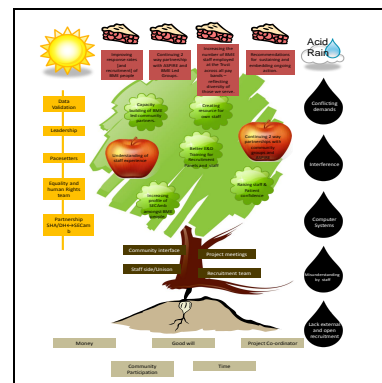 Improving
response rates
(and
recruitment) of
BME people
Continuing 2
way partnership
with ASPIRE and
BME Led
Groups.
Increasing the
number of BME
staff employed at
the Trust across
all pay
bands –
reflecting
diversity of
those we serve
Recommendations
for sustaining and
embedding ongoing
action
Acid
Rain
Data
Validation
Leadership
Pacesetters
Equality and
human Rights
team
Partnership
SHA/DH++SECam
b
Capacity
building of BME
led community
partners
Creating
resource for
own staff
Understanding of
staff experience
Better E&D
Training for
Recruitment
Panels and staff
Continuing 2 way
partnerships with
community
groups and
Increasing
profile of
SECAmb
amongst BME
Raising staff &
Patient
confidence
Conflicting
demands
Interference
Computer
Systems
Misunderstanding
by staff
Lack external
and open
recruitment
Community interface
Project meetings
Staff side/Unison
Recruitment team
Money
Good will
Project Co-ordinator
Community
Participation
Time